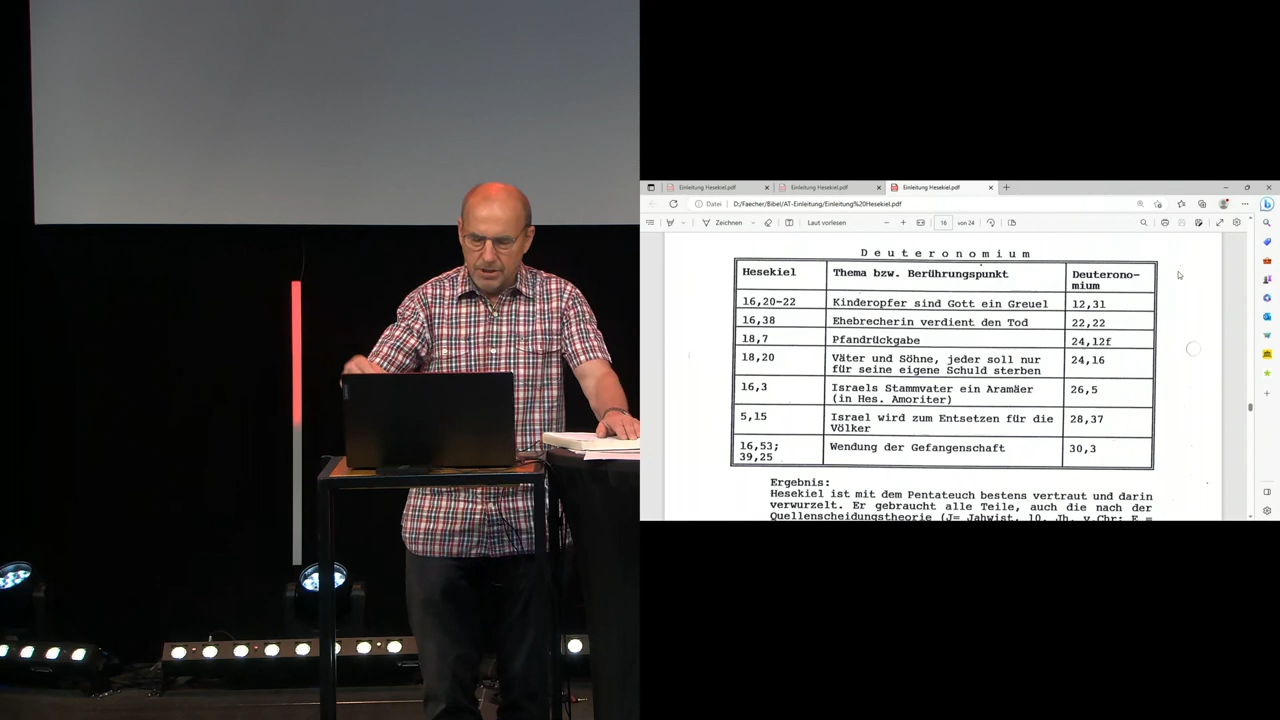 Einleitung Hesekiel.pdf
Einleitung Hesekiel.pdf
Einleitung Hesekiel.pdf
Datei D:/Faecher/Bibel/AT-Einleitung/Einleitung%20Hesekiel.pdf
Zeichnen Laut vorlesen 16 von 24
Deuteronomium
Hesekiel Thema bzw. Berührungspunkt Deuterono-
mium
16,20-22 Kinderopfer sind Gott ein Greuel 12,31
16,38 Ehebrecherin verdient den Tod 22,22
18,7 Pfandrückgabe 24,12f
18,20 Väter und Söhne, jeder soll nur 24,16
für seine eigene Schuld sterben
16,3 Israels Stammvater ein Aramäer 26,5
(in Hes. Amoriter)
5,15 Israel wird zum Entsetzen für die 28,37
Völker
16,53; Wendung der Gefangenschaft 30,3
39,25
Ergebnis:
Hesekiel ist mit dem Pentateuch bestens vertraut und darin
verwurzelt. Er gebraucht alle Teile, auch die nach der
Quellenscheidungstheorie (J= Jahwist, 10. Jh. v.Chr; E =